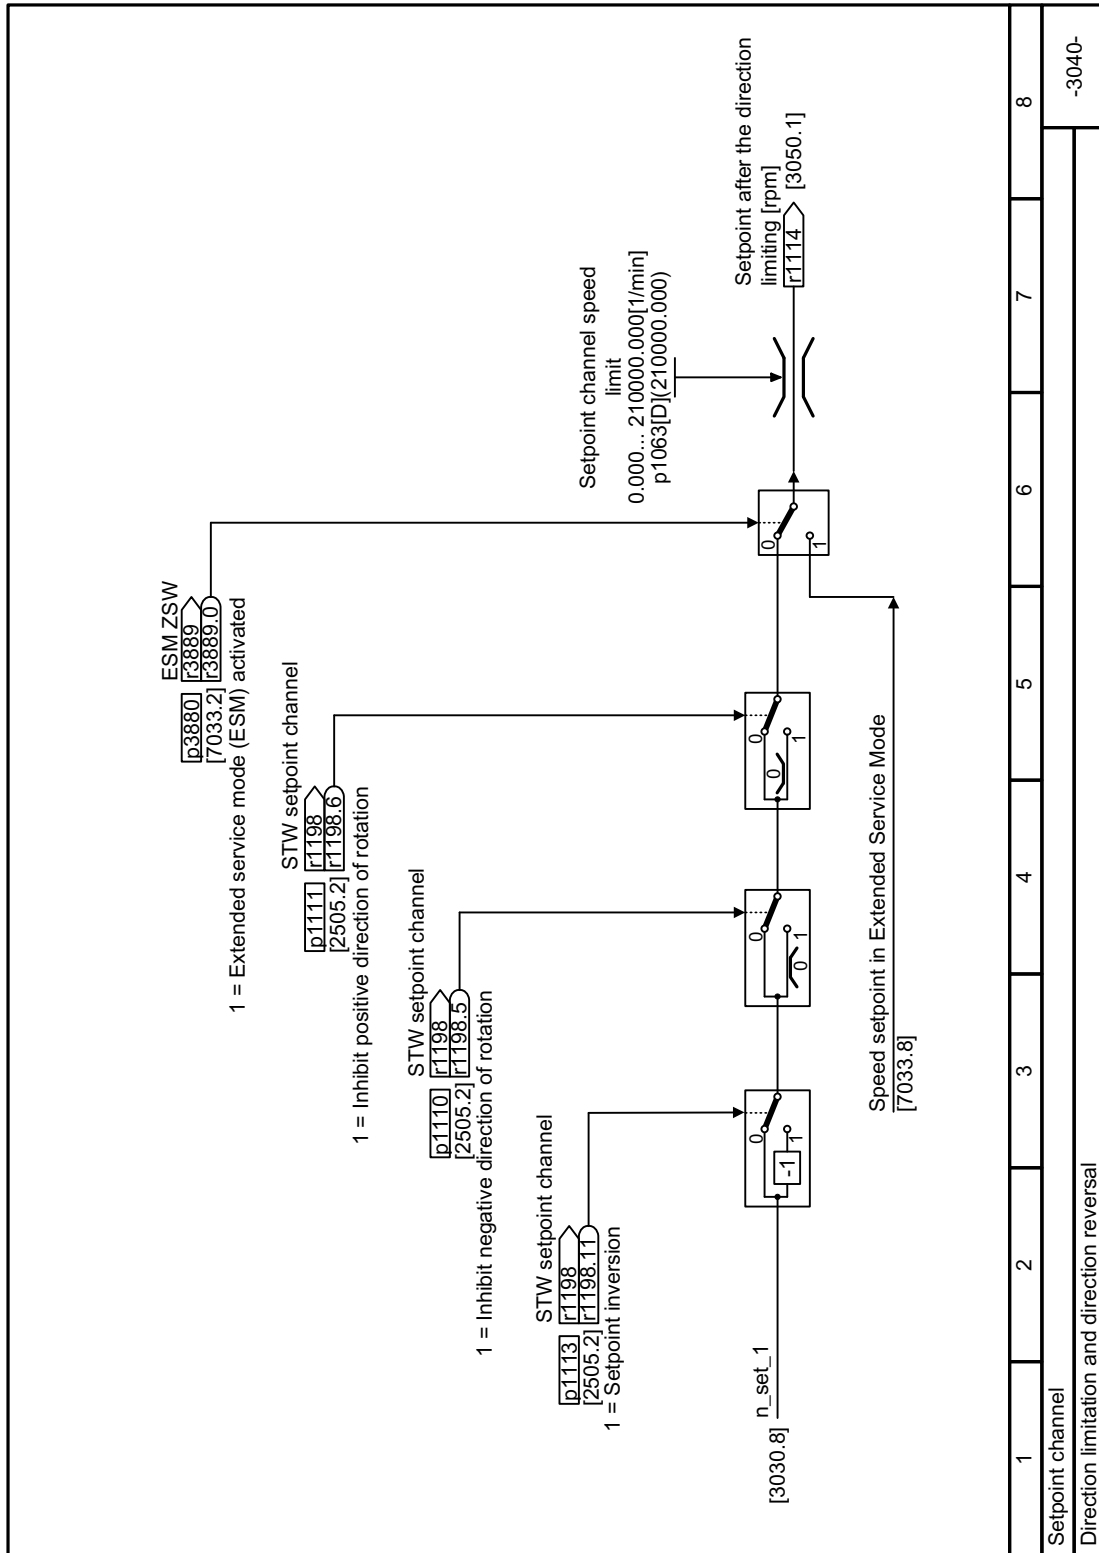 ESM ZSW
p3880 r3889
[7033.2] r3889.0
1 = Extended service mode (ESM) activated
STW setpoint channel
p1111 r1198
[2505.2] r1198.6
1 = Inhibit positive direction of rotation
STW setpoint channel
p1110 r1198
[2505.2] r1198.5
1 = Inhibit negative direction of rotation
STW setpoint channel
p1113 r1198
[2505.2] r1198.11
1 = Setpoint inversion
Setpoint channel speed
limit
0.000... 210000.000[1/min]
p1063[D](210000.000)
Setpoint after the direction
limiting [rpm]
r1114 [3050.1]
[3030.8] n_set_1
0
-1 1
0
0 1
0
0
1
0
1
Speed setpoint in Extended Service Mode
[7033.8]
1 2 3 4 5 6 7 8
Setpoint channel
Direction limitation and direction reversal
-3040-